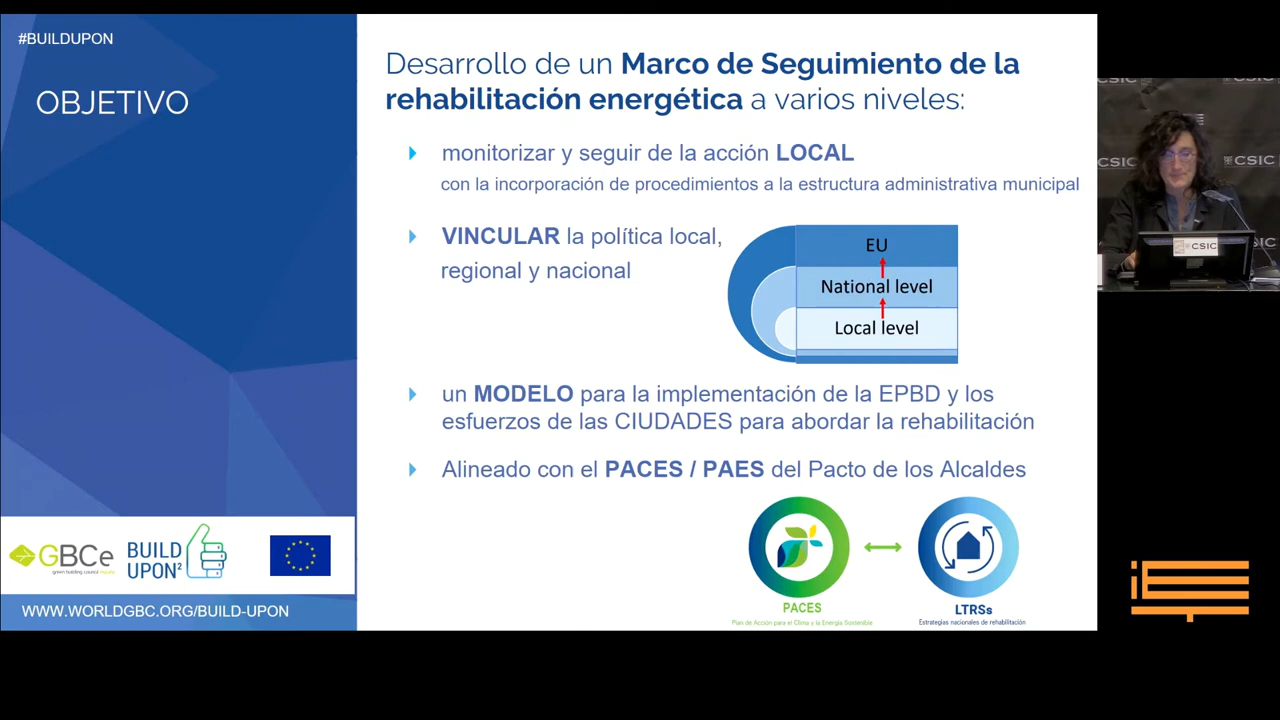 #BUILDUPON
OBJETIVO
Desarrollo de un Marco de Seguimiento de la
rehabilitación energética a varios niveles:
monitorizar y seguir de la acción LOCAL
con la incorporación de procedimientos a la estructura administrativa municipal
VINCULAR la política local,
regional y nacional
EU
National level
Local level
un MODELO para la implementación de la EPBD y los
esfuerzos de las CIUDADES para abordar la rehabilitación
Alineado con el PACES / PAES del Pacto de los Alcaldes
PACES
Plan de Acción para el Clima y la Energía Sostenible
LTRSs
Estrategias nacionales de rehabilitación
GBCe
green building council españa
BUILD
UPON²
WWW.WORLDGBC.ORG/BUILD-UPON
CSIC
CSIC
CSIC
CSIC